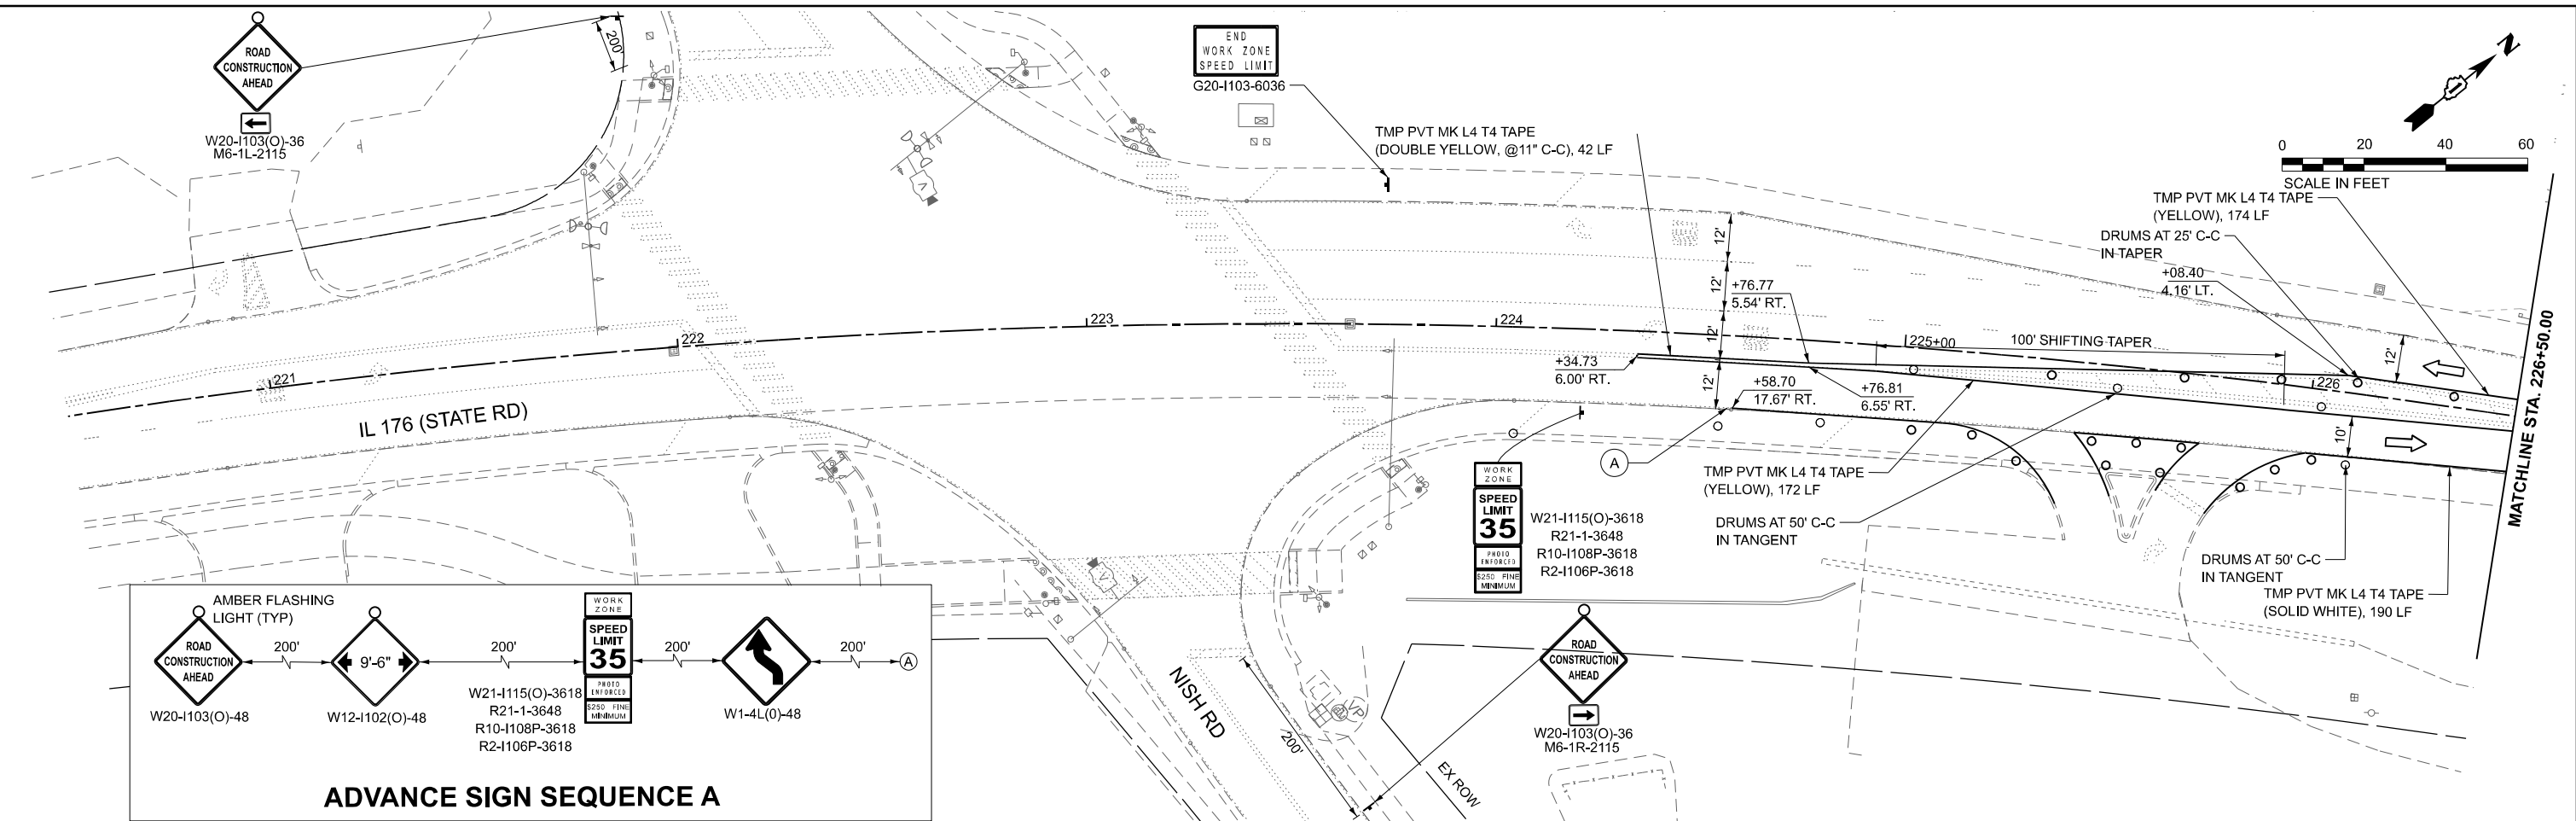 ROAD
CONSTRUCTION
AHEAD
W20-I103(O)-36
M6-1L-2115
200'
END
WORK ZONE
SPEED LIMIT
G20-I103-6036
TMP PVT MK L4 T4 TAPE
(DOUBLE YELLOW, @11" C-C), 42 LF
N
0 20 40 60
SCALE IN FEET
TMP PVT MK L4 T4 TAPE
(YELLOW), 174 LF
DRUMS AT 25' C-C
IN TAPER
+08.40
4.16' LT.
12'
12'
12'
12'
12'
+76.77
5.54' RT.
221
222
223
224
225+00
100' SHIFTING TAPER
226
+34.73
6.00' RT.
+58.70
17.67' RT.
+76.81
6.55' RT.
10'
MATCHLINE STA. 226+50.00
IL 176 (STATE RD)
A
TMP PVT MK L4 T4 TAPE
(YELLOW), 172 LF
DRUMS AT 50' C-C
IN TANGENT
WORK
ZONE
SPEED
LIMIT
35
PHOTO
ENFORCED
$250 FINE
MINIMUM
W21-I115(O)-3618
R21-1-3648
R10-I108P-3618
R2-I106P-3618
DRUMS AT 50' C-C
IN TANGENT
TMP PVT MK L4 T4 TAPE
(SOLID WHITE), 190 LF
ROAD
CONSTRUCTION
AHEAD
W20-I103(O)-36
M6-1R-2115
NISH RD
200'
VP
EX ROW
AMBER FLASHING
LIGHT (TYP)
ROAD
CONSTRUCTION
AHEAD
W20-I103(O)-48
200'
9'-6"
W12-I102(O)-48
200'
WORK
ZONE
SPEED
LIMIT
35
PHOTO
ENFORCED
$250 FINE
MINIMUM
W21-I115(O)-3618
R21-1-3648
R10-I108P-3618
R2-I106P-3618
200'
W1-4L(0)-48
200'
A
ADVANCE SIGN SEQUENCE A